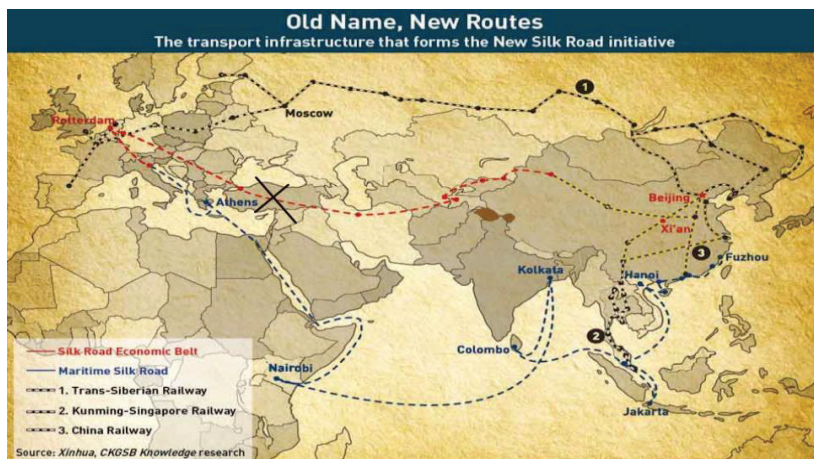 Old Name, New Routes
The transport infrastructure that forms the New Silk Road initiative
1
Rotterdam
Moscow
Beijing
Athens
Xi'an
3
Fuzhou
Kolkata
Hanoi
2
Colombo
Nairobi
Jakarta
Silk Road Economic Belt
Maritime Silk Road
1. Trans-Siberian Railway
2. Kunming-Singapore Railway
3. China Railway
Source: Xinhua, CKGSB Knowledge research